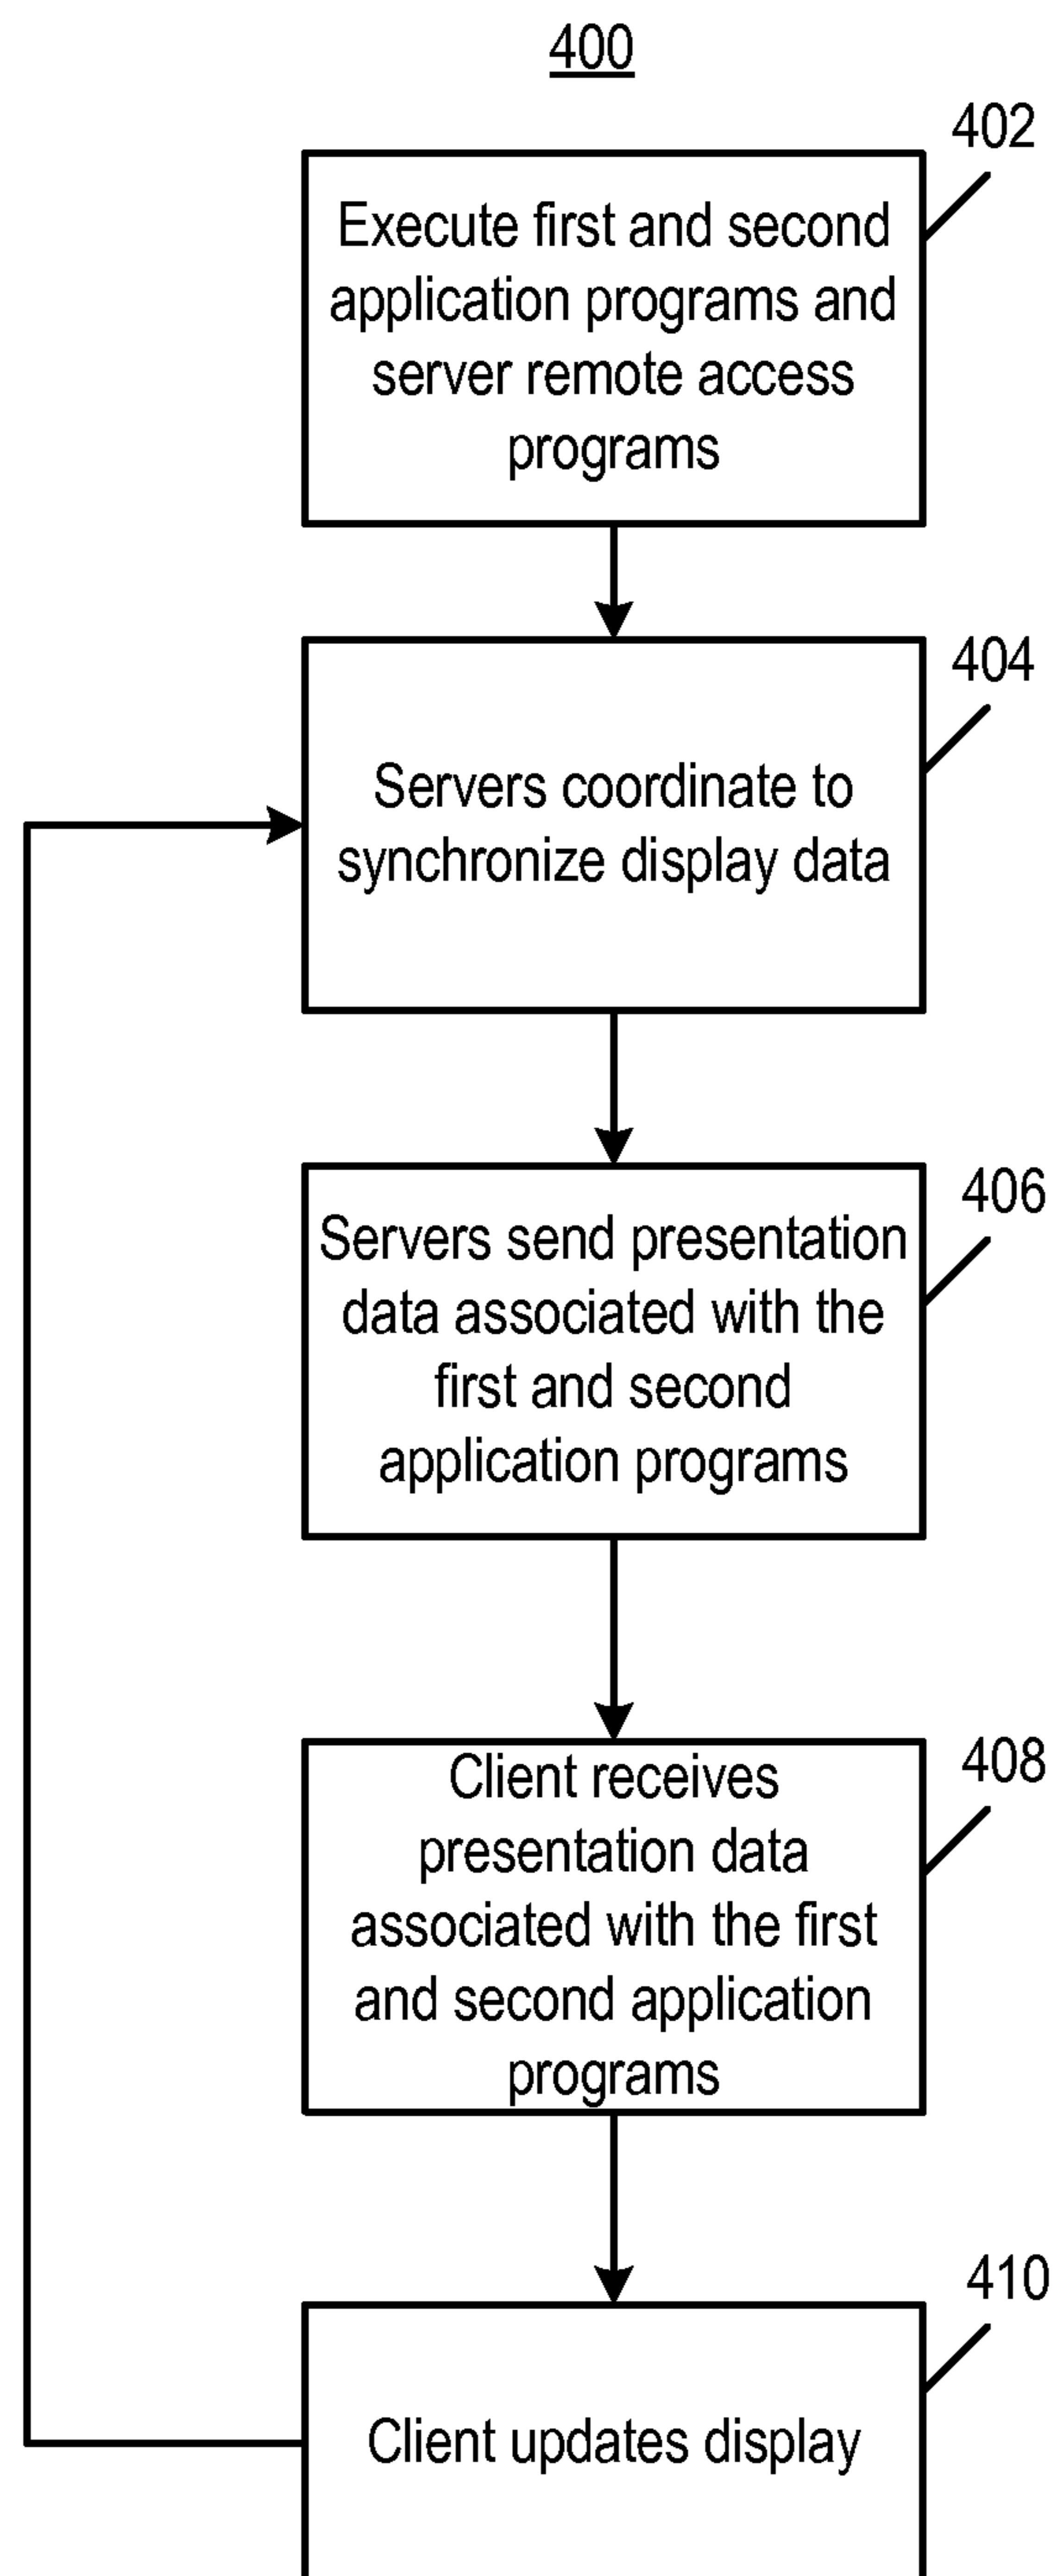 400
402
Execute first and second
application programs and
server remote access
programs
404
Servers coordinate to
synchronize display data
406
Servers send presentation
data associated with the
first and second
application programs
408
Client receives
presentation data
associated with the first
and second application
programs
410
Client updates display